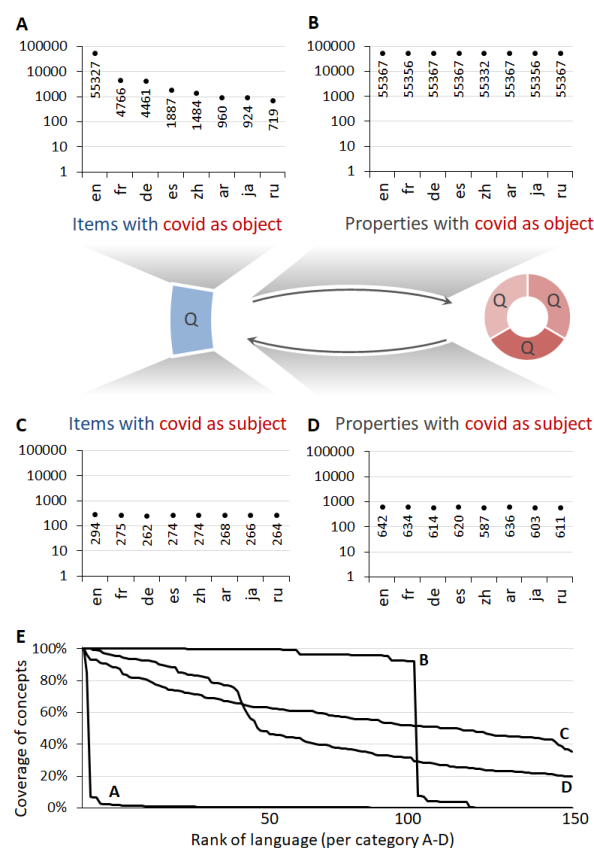 A
100000
10000
1000
100
10
1
55327
4766
4461
1887
1484
960
924
719
en
fr
de
es
zh
ar
ja
ru
Items with covid as object
B
100000
10000
1000
100
10
1
55367
55356
55367
55367
55332
55367
55356
55367
en
fr
de
es
zh
ar
ja
ru
Properties with covid as object
Q
Q
Q
Q
C
Items with covid as subject
100000
10000
1000
100
10
1
294
275
262
274
274
268
266
264
en
fr
de
es
zh
ar
ja
ru
D
Properties with covid as subject
100000
10000
1000
100
10
1
642
634
614
620
587
636
603
611
en
fr
de
es
zh
ar
ja
ru
E
Coverage of concepts
100%
80%
60%
40%
20%
0%
A
B
C
D
50
100
150
Rank of language (per category A-D)